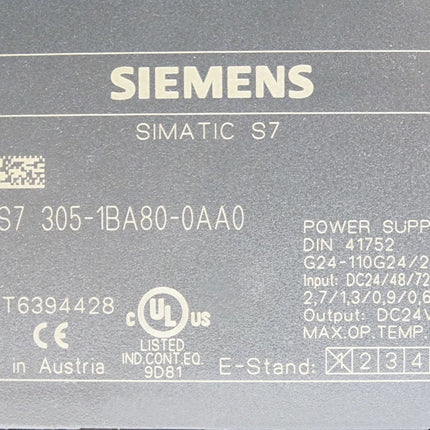 SIEMENS
SIMATIC S7
S7 305-1BA80-0AA0
POWER SUPP
DIN 41752
G24-110G24/2
Input: DC24/48/72
2,7/1,3/0,9/0,6
Output: DC24V
MAX.OP.TEMP.
T6394428
C UL US
LISTED
IND.CONT.EQ.
9D81
CE
in Austria
E-Stand: X 2 3 4